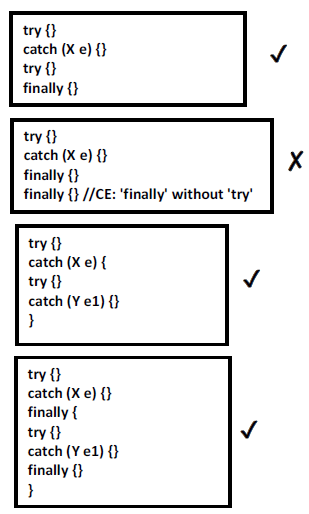 try {}
catch (X e) {}
try {}
finally {}
✓
try {}
catch (X e) {}
finally {}
finally {} //CE: 'finally' without 'try'
✗
try {}
catch (X e) {
try {}
catch (Y e1) {}
}
✓
try {}
catch (X e) {}
finally {
try {}
catch (Y e1) {}
finally {}
}
✓